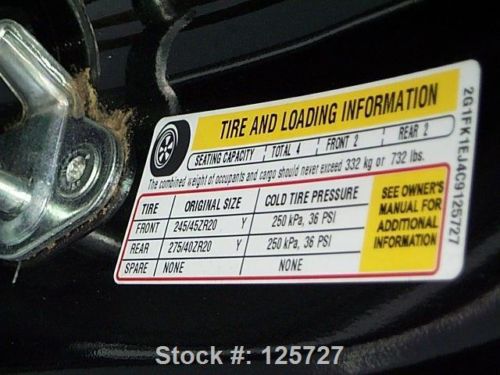 TIRE AND LOADING INFORMATION
SEATING CAPACITY | TOTAL 4 | FRONT 2 | REAR 2
The combined weight of occupants and cargo should never exceed 332 kg or 732 lbs.
TIRE ORIGINAL SIZE COLD TIRE PRESSURE
FRONT 245/45ZR20 Y 250 kPa, 36 PSI
REAR 275/40ZR20 Y 250 kPa, 36 PSI
SPARE NONE NONE
SEE OWNER'S
MANUAL FOR
ADDITIONAL
INFORMATION
2G1FK1EJ4C9125727
Stock #: 125727